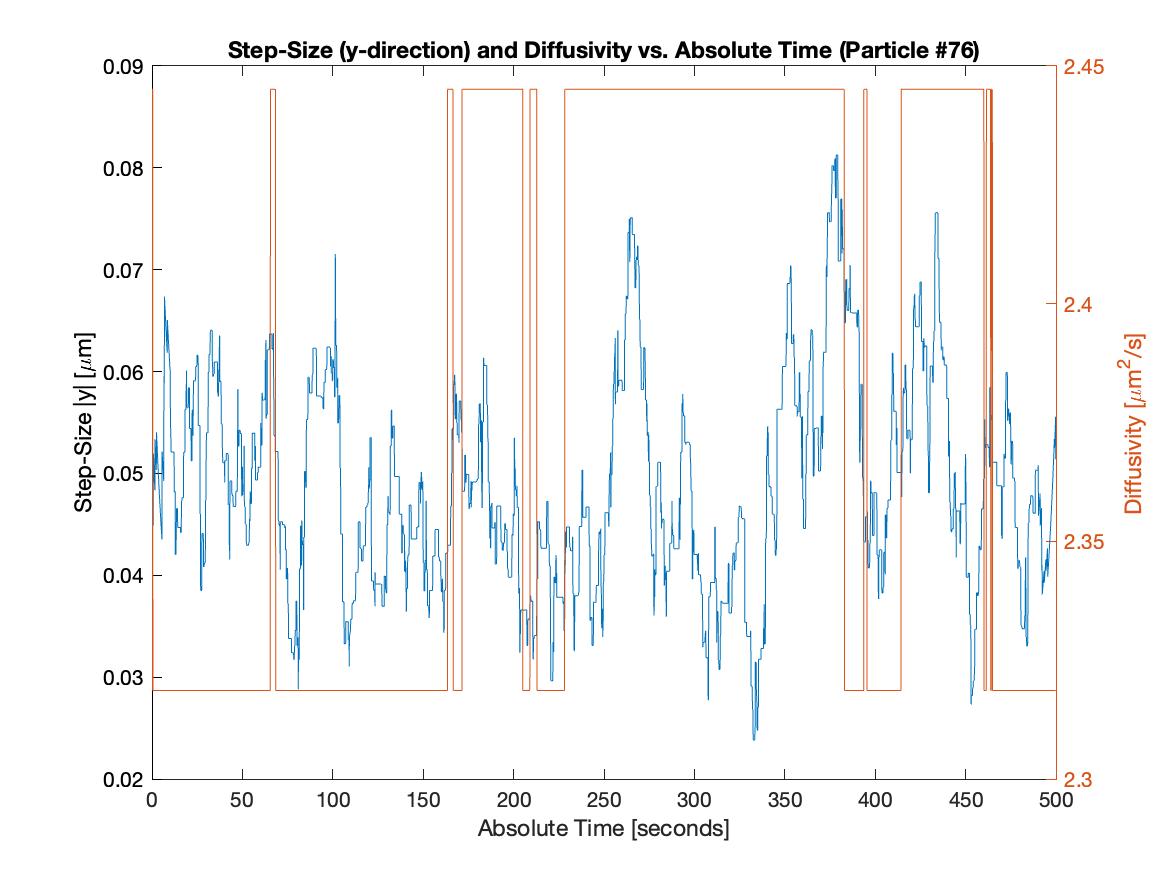 Step-Size (y-direction) and Diffusivity vs. Absolute Time (Particle #76)
0.09
0.08
0.07
0.06
0.05
0.04
0.03
0.02
Step-Size |y| [μm]
2.45
2.4
2.35
2.3
Diffusivity [μm²/s]
0 50 100 150 200 250 300 350 400 450 500
Absolute Time [seconds]